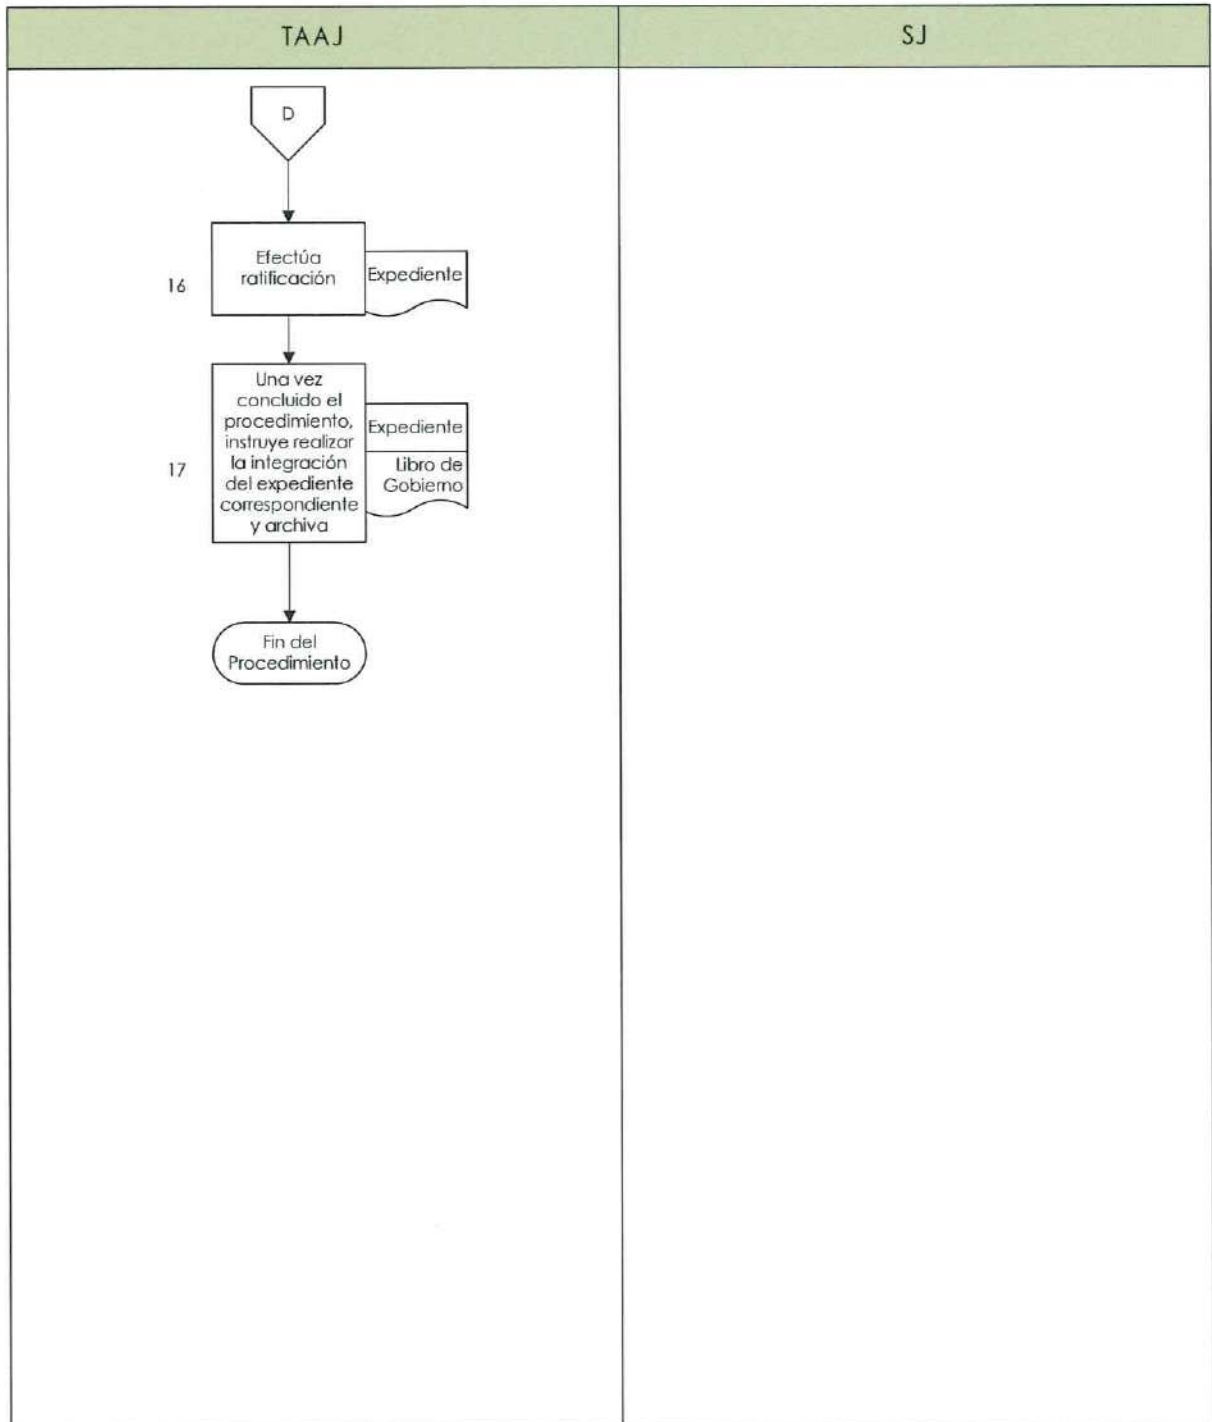 TAAJ
SJ
D
16
Efectúa
ratificación
Expediente
17
Una vez
concluido el
procedimiento,
instruye realizar
la integración
del expediente
correspondiente
y archiva
Expediente
Libro de
Gobierno
Fin del
Procedimiento